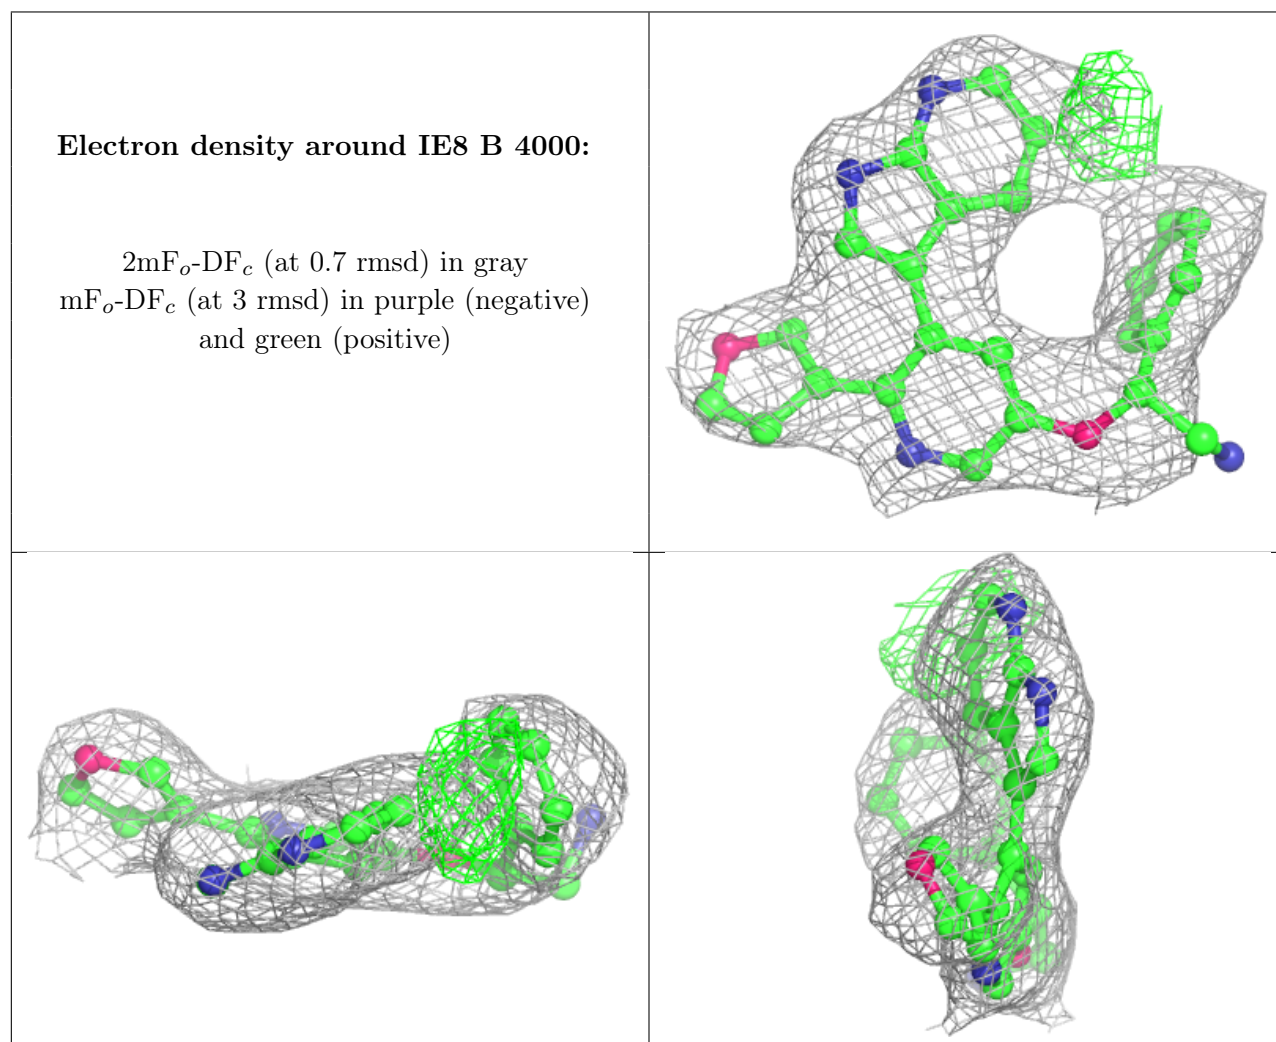 Electron density around IE8 B 4000:
2mFₒ-DF𝒸 (at 0.7 rmsd) in gray
mFₒ-DF𝒸 (at 3 rmsd) in purple (negative)
and green (positive)